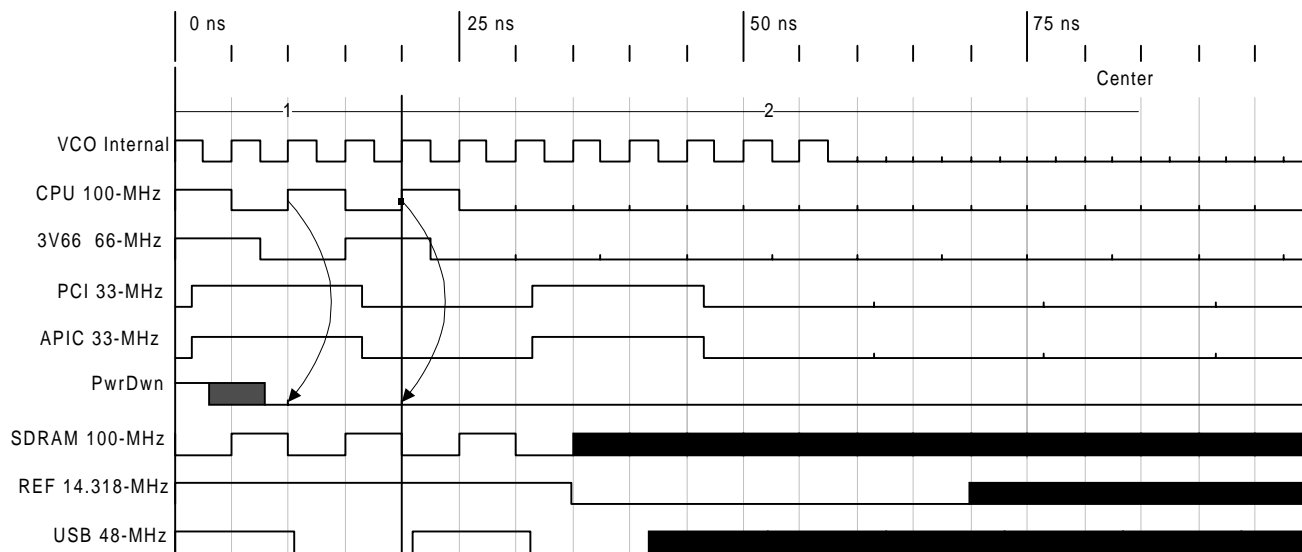 0 ns 25 ns 50 ns 75 ns
Center
1 2
VCO Internal
CPU 100-MHz
3V66 66-MHz
PCI 33-MHz
APIC 33-MHz
PwrDwn
SDRAM 100-MHz
REF 14.318-MHz
USB 48-MHz